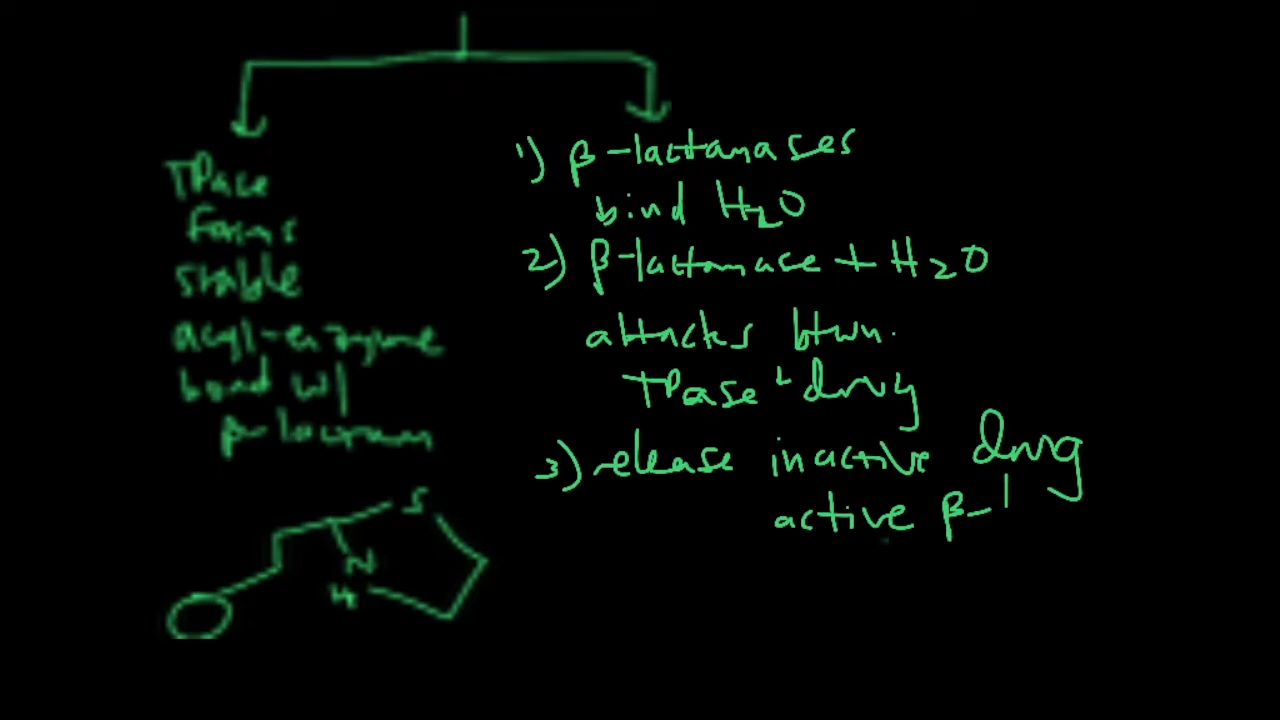 TPase
forms
stable
acyl-enzyme
bond w/
β-lactam
S
N
H
1) β-lactamases
bind H2O
2) β-lactamase + H2O
attacks btwn.
TPase + drug
3) release inactive drug
active β-l